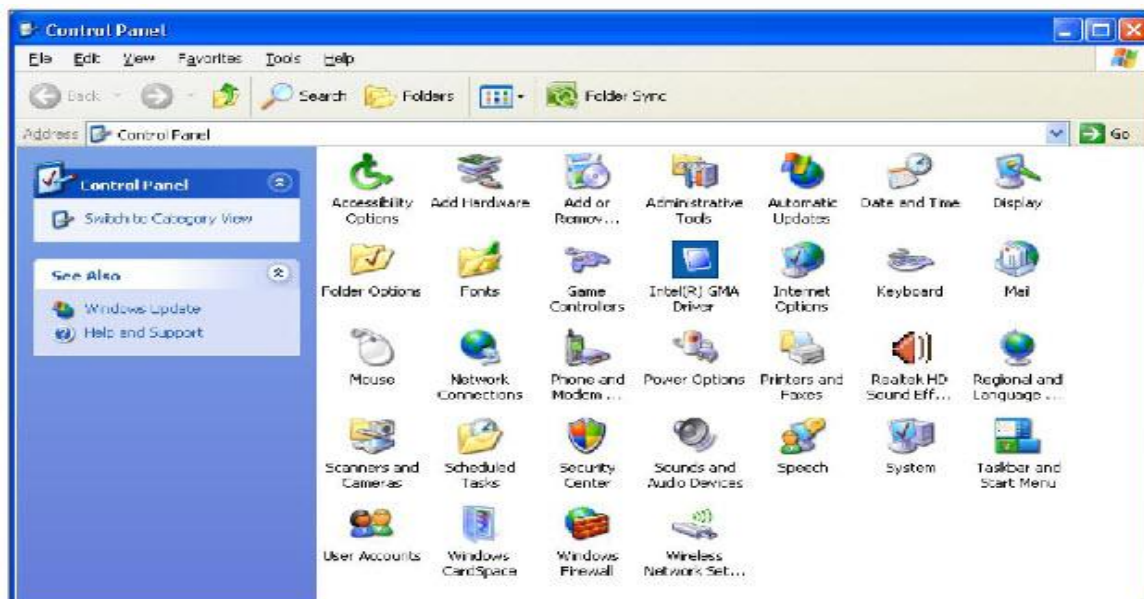 Control Panel
File Edit View Favorites Tools Help
Back Search Folders Folder Sync
Address Control Panel Go
Control Panel
Switch to Category View
See Also
Windows Update
Help and Support
Accessibility Options
Add Hardware
Add or Remov...
Administrative Tools
Automatic Updates
Date and Time
Display
Folder Options
Fonts
Game Controllers
Intel(R) GMA Driver
Internet Options
Keyboard
Mail
Mouse
Network Connections
Phone and Modem ...
Power Options
Printers and Faxes
Realtek HD Sound Eff...
Regional and Language ...
Scanners and Cameras
Scheduled Tasks
Security Center
Sounds and Audio Devices
Speech
System
Taskbar and Start Menu
User Accounts
Windows CardSpace
Windows Firewall
Wireless Network Set...